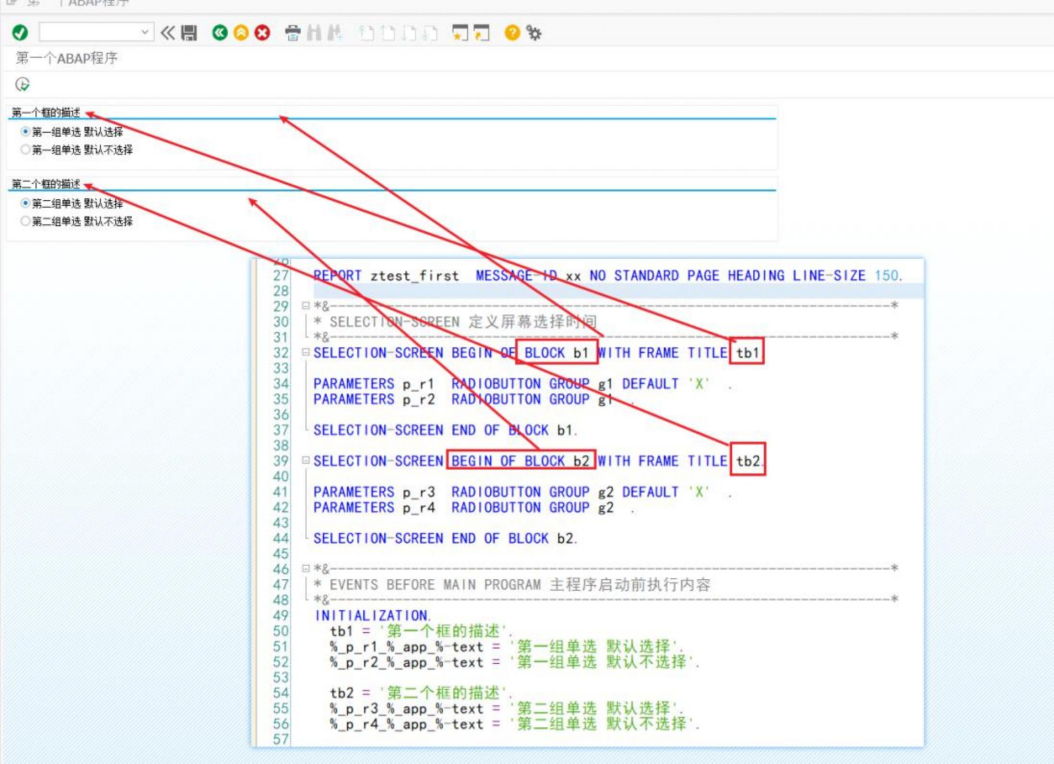 第一个ABAP程序
第一个框的描述
第一组单选 默认选择
第一组单选 默认不选择
第二个框的描述
第二组单选 默认选择
第二组单选 默认不选择
27 REPORT ztest_first MESSAGE-ID xx NO STANDARD PAGE HEADING LINE-SIZE 150.
28
29 *&----------------------------------------------------------------------*
30 * SELECTION-SCREEN 定义屏幕选择时间
31 *&----------------------------------------------------------------------*
32 SELECTION-SCREEN BEGIN OF BLOCK b1 WITH FRAME TITLE tb1
33
34 PARAMETERS p_r1 RADIOBUTTON GROUP g1 DEFAULT 'X' .
35 PARAMETERS p_r2 RADIOBUTTON GROUP g1 .
36
37 SELECTION-SCREEN END OF BLOCK b1.
38
39 SELECTION-SCREEN BEGIN OF BLOCK b2 WITH FRAME TITLE tb2.
40
41 PARAMETERS p_r3 RADIOBUTTON GROUP g2 DEFAULT 'X' .
42 PARAMETERS p_r4 RADIOBUTTON GROUP g2 .
43
44 SELECTION-SCREEN END OF BLOCK b2.
45
46 *&----------------------------------------------------------------------*
47 * EVENTS BEFORE MAIN PROGRAM 主程序启动前执行内容
48 *&----------------------------------------------------------------------*
49 INITIALIZATION.
50 tb1 = '第一个框的描述'.
51 %_p_r1_%_app_%-text = '第一组单选 默认选择'.
52 %_p_r2_%_app_%-text = '第一组单选 默认不选择'.
53
54 tb2 = '第二个框的描述'.
55 %_p_r3_%_app_%-text = '第二组单选 默认选择'.
56 %_p_r4_%_app_%-text = '第二组单选 默认不选择'.
57